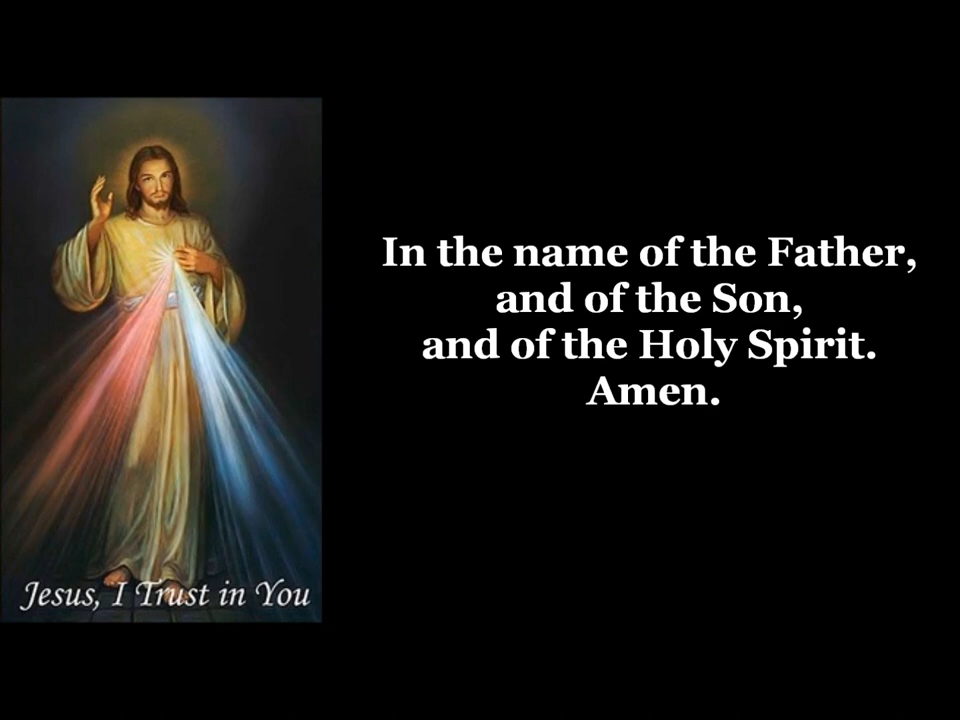 In the name of the Father,
and of the Son,
and of the Holy Spirit.
Amen.
Jesus, I Trust in You